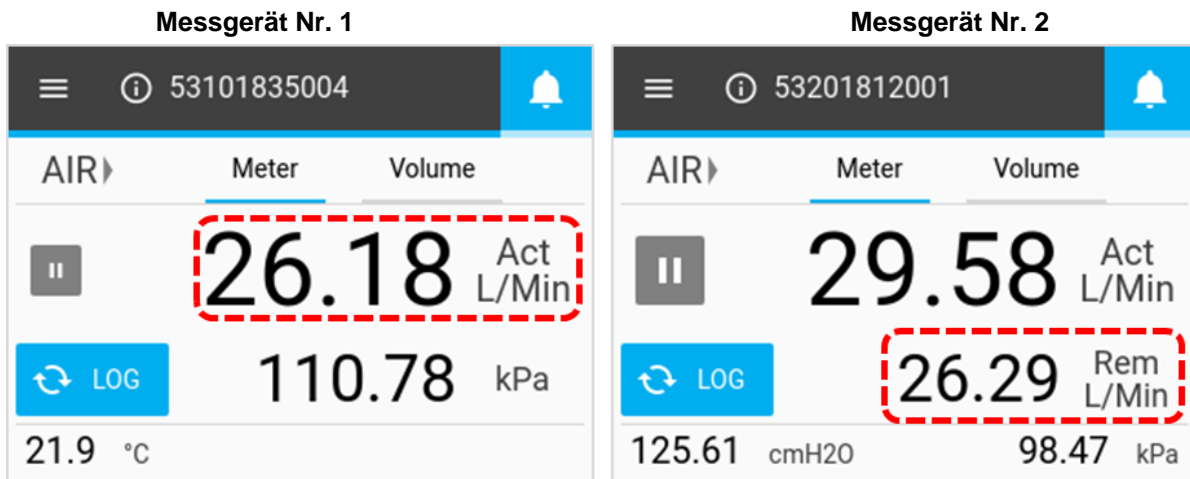 Messgerät Nr. 1
53101835004
AIR
Meter
Volume
26.18 Act L/Min
LOG
110.78 kPa
21.9 °C
Messgerät Nr. 2
53201812001
AIR
Meter
Volume
29.58 Act L/Min
LOG
26.29 Rem L/Min
125.61 cmH2O
98.47 kPa